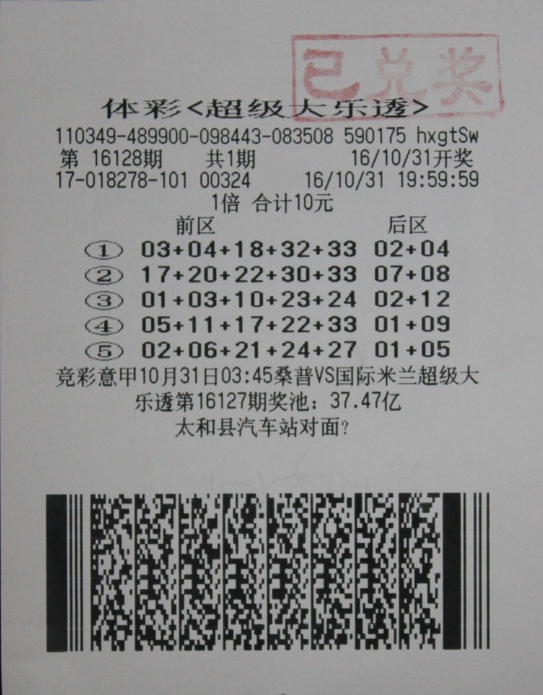 已兑奖
体彩<超级大乐透>
110349-489900-098443-083508 590175 hxgtSw
第 16128期 共1期 16/10/31开奖
17-018278-101 00324 16/10/31 19:59:59
1倍 合计10元
前区 后区
① 03+04+18+32+33 02+04
② 17+20+22+30+33 07+08
③ 01+03+10+23+24 02+12
④ 05+11+17+22+33 01+09
⑤ 02+06+21+24+27 01+05
竞彩意甲10月31日03:45桑普VS国际米兰超级大
乐透第16127期奖池：37.47亿
太和县汽车站对面?